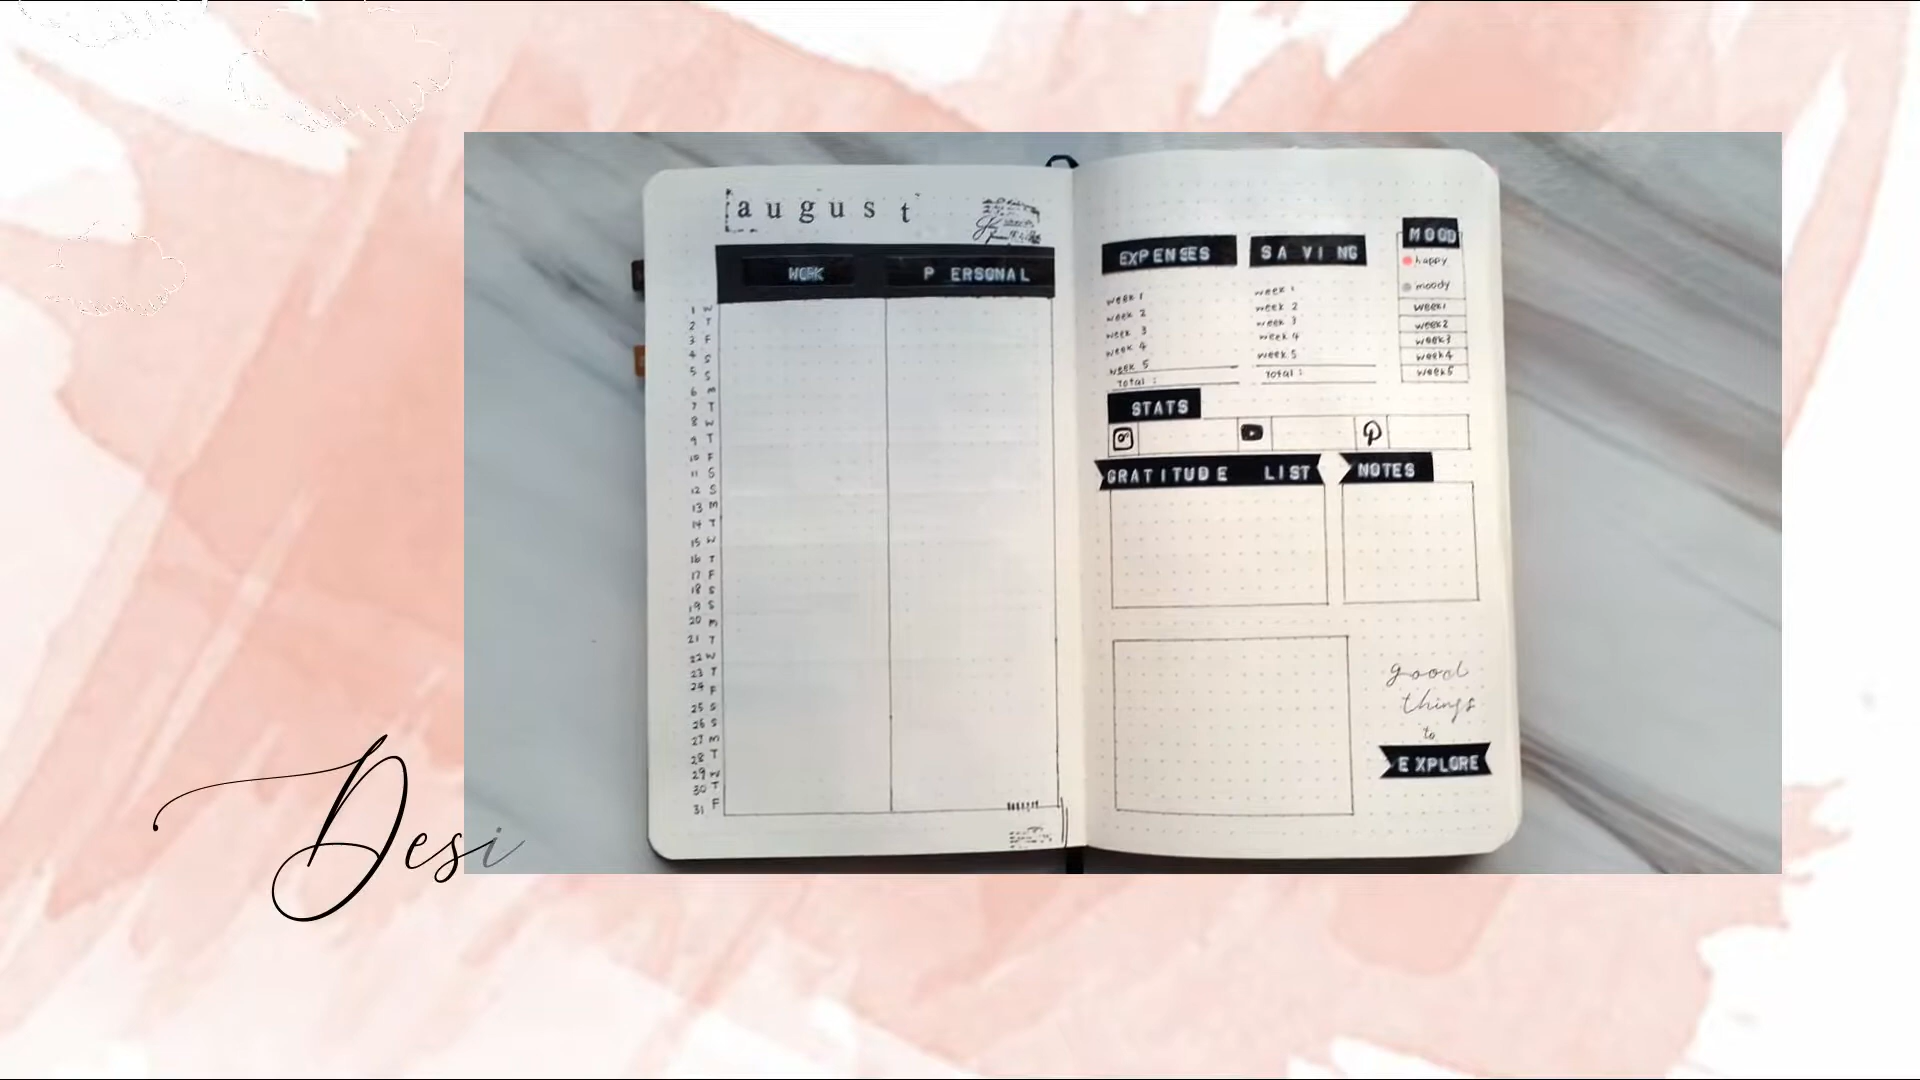 august
WORK
PERSONAL
1 W
2 T
3 F
4 S
5 S
6 M
7 T
8 W
9 T
10 F
11 S
12 S
13 M
14 T
15 W
16 T
17 F
18 S
19 S
20 M
21 T
22 W
23 T
24 F
25 S
26 S
27 M
28 T
29 W
30 T
31 F
EXPENSES
week 1
week 2
week 3
week 4
week 5
Total :
SAVING
week 1
week 2
week 3
week 4
week 5
Total :
MOOD
happy
moody
week1
week2
week3
week4
week5
STATS
GRATITUDE LIST
NOTES
good
things
to
EXPLORE
Desi